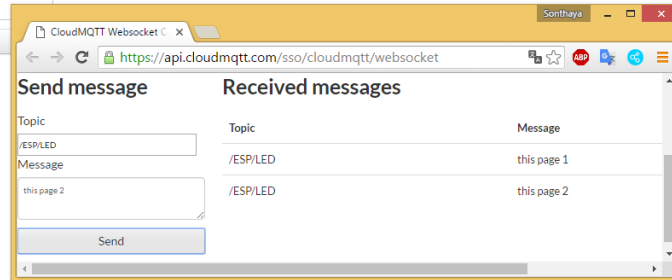 Sonthaya
CloudMQTT Websocket C
https://api.cloudmqtt.com/sso/cloudmqtt/websocket
ABP
Send message
Received messages
Topic
/ESP/LED
Message
this page 2
Send
Topic Message
/ESP/LED this page 1
/ESP/LED this page 2